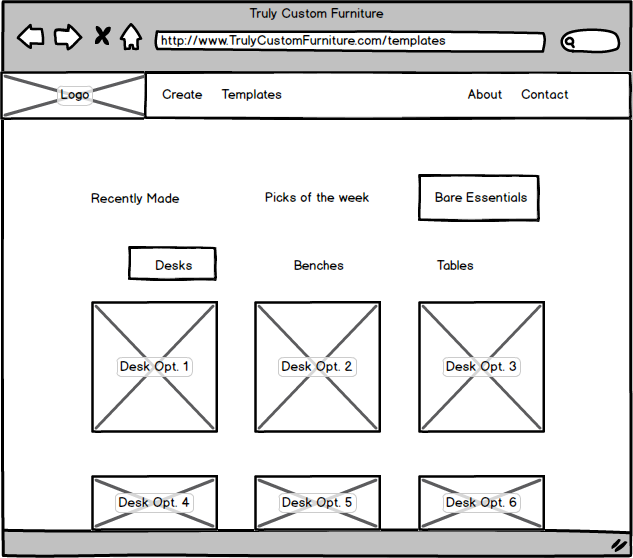 Truly Custom Furniture
http://www.TrulyCustomFurniture.com/templates
Logo Create Templates About Contact
Recently Made Picks of the week Bare Essentials
Desks Benches Tables
Desk Opt. 1 Desk Opt. 2 Desk Opt. 3
Desk Opt. 4 Desk Opt. 5 Desk Opt. 6